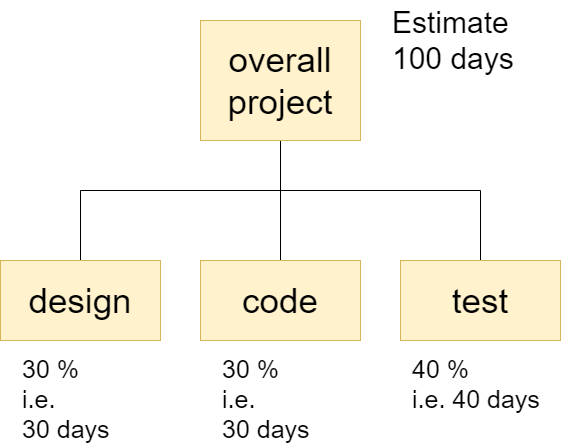 overall
project
Estimate
100 days
design
code
test
30 %
i.e.
30 days
30 %
i.e.
30 days
40 %
i.e. 40 days